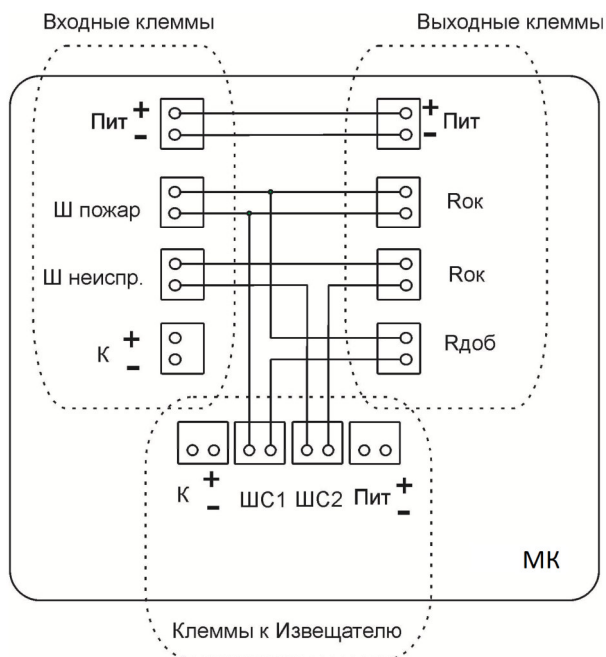 Входные клеммы
Выходные клеммы
Пит + -
+ - Пит
Ш пожар
Rок
Ш неиспр.
Rок
К + -
Rдоб
К + - ШС1 ШС2 Пит + -
МК
Клеммы к Извещателю